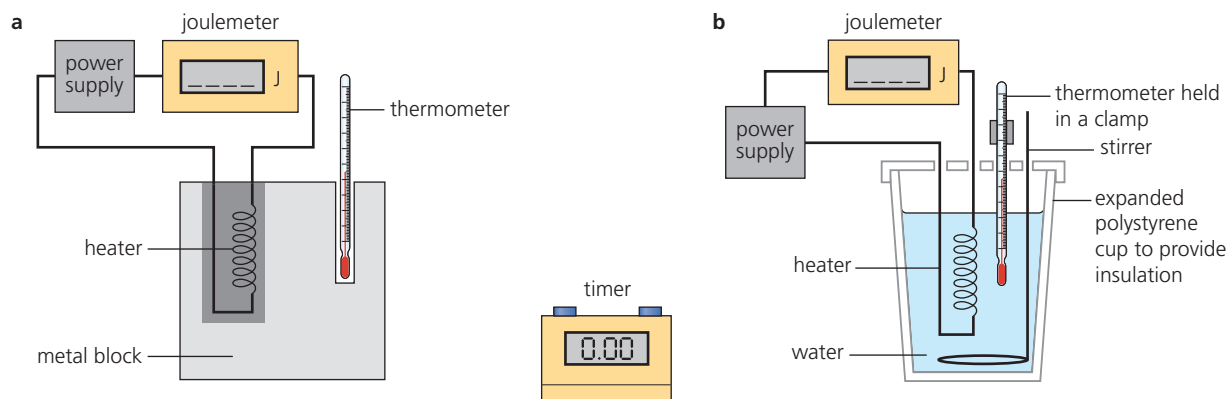 a
joulemeter
power
supply
_ _ _ _ J
thermometer
heater
metal block
timer
0.00
b
joulemeter
_ _ _ _ J
power
supply
thermometer held
in a clamp
stirrer
expanded
polystyrene
cup to provide
insulation
heater
water